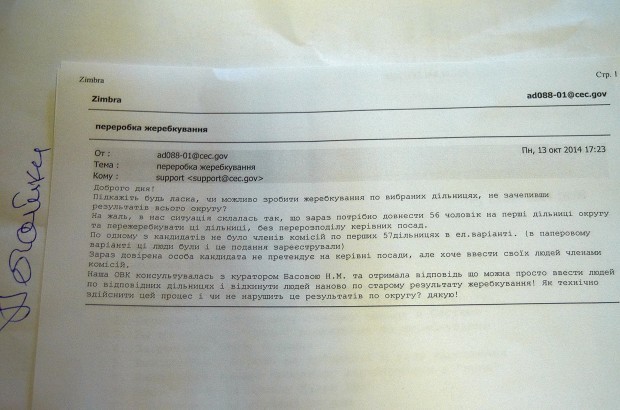 Zimbra
Стр. 1
Zimbra
ad088-01@cec.gov
переробка жеребкування
От :
ad088-01@cec.gov
Пн, 13 окт 2014 17:23
Тема :
переробка жеребкування
Кому :
support <support@cec.gov>
Доброго дня!
Підкажіть будь ласка, чи можливо зробити жеребкування по вибраних дільницях, не зачепивши
результатів всього округу?
На жаль, в нас ситуація склалась так, що зараз потрібно довнести 56 чоловік на перші дільниці округу
та пережеребкувати ці дільниці, без перерозподілу керівних посад.
По одному з кандидатів не було членів комісій по перших 57дільницях в ел.варіанті. (в паперовому
варіанті ці люди були і це подання зареєстрували)
Зараз довірена особа кандидата не претендує на керівні посади, але хоче ввести своїх людей членами
комісій.
Наша ОВК консультувалась з куратором Басовою Н.М. та отримала відповідь що можна просто ввести людей
по відповідних дільницях і відкинути людей наново по старому результату жеребкування! Як технічно
здійснити цей процес і чи не нарушить це результатів по округу? дякую!